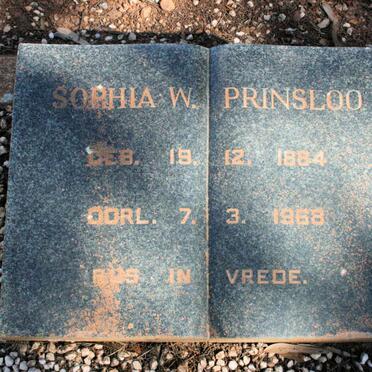 SOPHIA W. PRINSLOO
GEB. 19. 12. 1884
OORL. 7. 3. 1968
RUS IN VREDE.